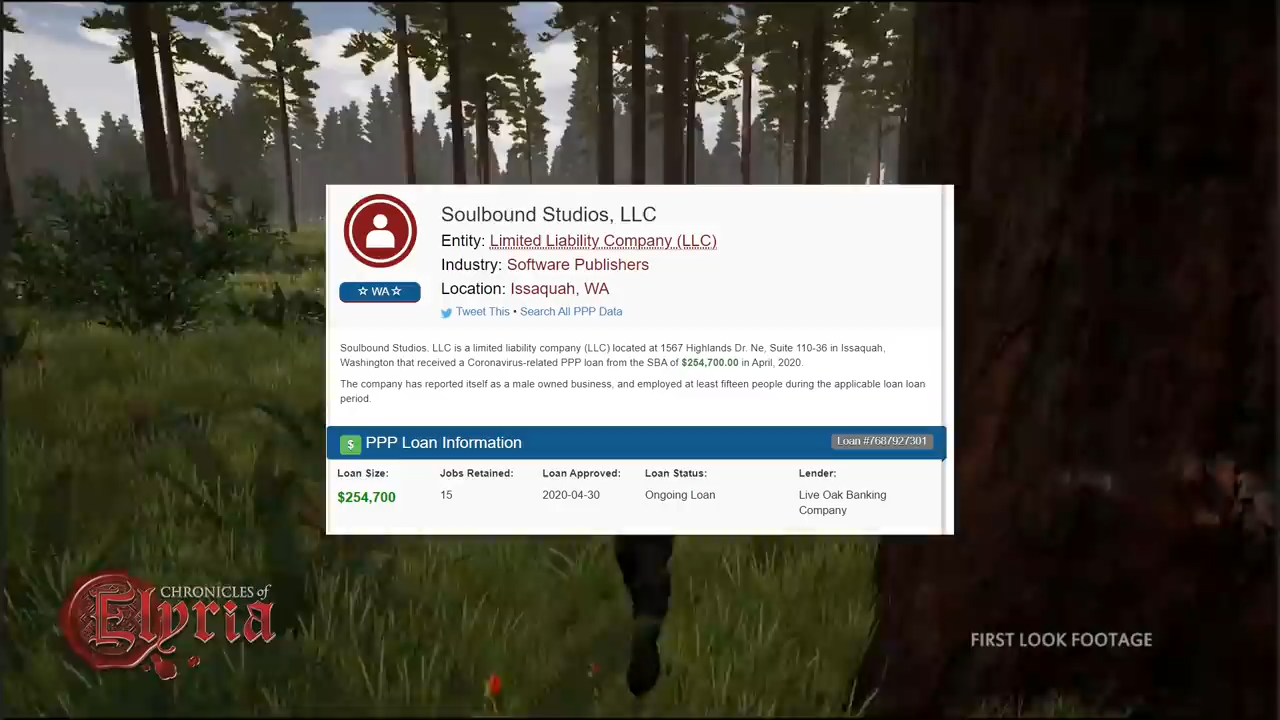 Soulbound Studios, LLC
Entity: Limited Liability Company (LLC)
Industry: Software Publishers
☆ WA ☆
Location: Issaquah, WA
Tweet This • Search All PPP Data
Soulbound Studios. LLC is a limited liability company (LLC) located at 1567 Highlands Dr. Ne, Suite 110-36 in Issaquah,
Washington that received a Coronavirus-related PPP loan from the SBA of $254,700.00 in April, 2020.
The company has reported itself as a male owned business, and employed at least fifteen people during the applicable loan loan
period.
$ PPP Loan Information Loan #7687927301
Loan Size: Jobs Retained: Loan Approved: Loan Status: Lender:
$254,700 15 2020-04-30 Ongoing Loan Live Oak Banking
Company
CHRONICLES of
Elyria
FIRST LOOK FOOTAGE